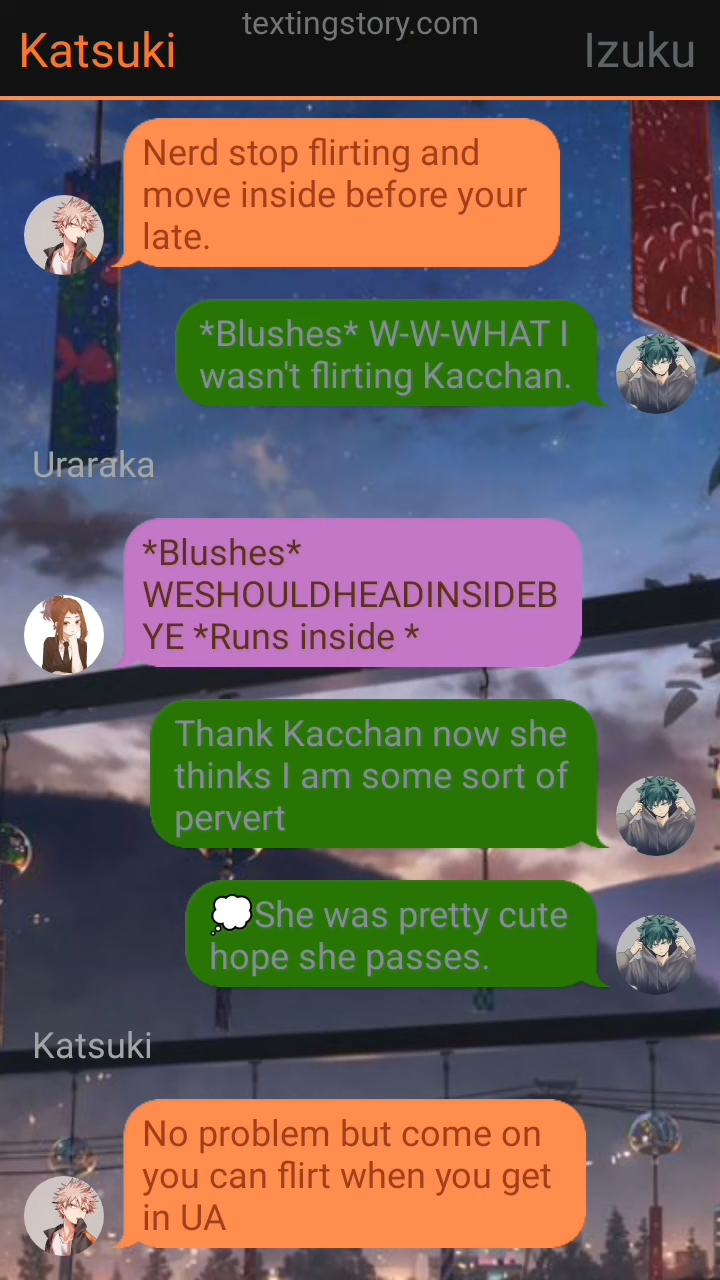 textingstory.com
Katsuki
Izuku
Nerd stop flirting and
move inside before your
late.
*Blushes* W-W-WHAT I
wasn't flirting Kacchan.
Uraraka
*Blushes*
WESHOULDHEADINSIDEB
YE *Runs inside *
Thank Kacchan now she
thinks I am some sort of
pervert
💭She was pretty cute
hope she passes.
Katsuki
No problem but come on
you can flirt when you get
in UA